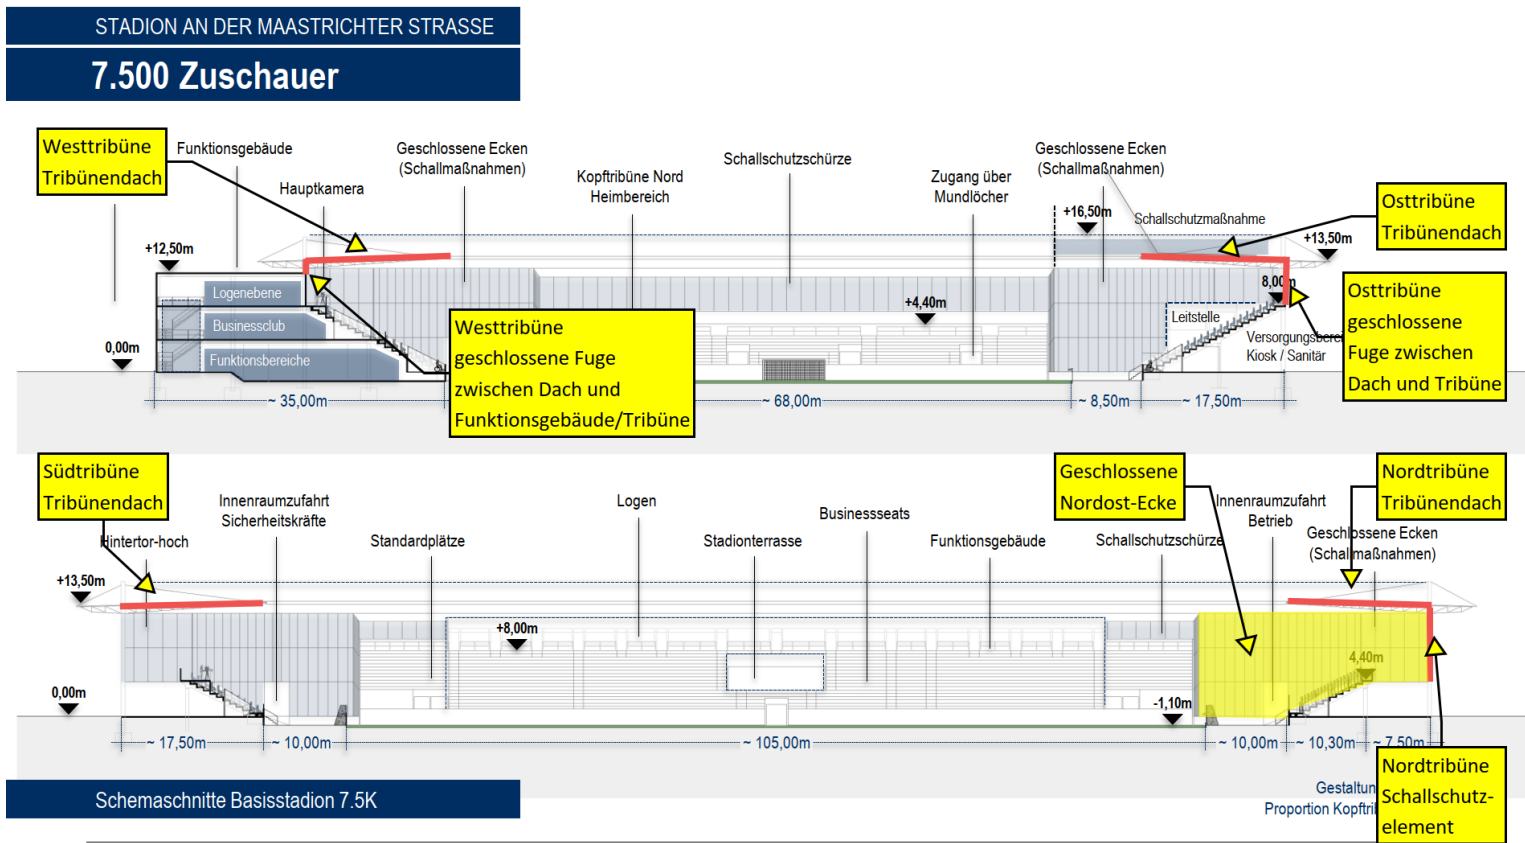 STADION AN DER MAASTRICHTER STRASSE
7.500 Zuschauer
Westtribüne
Tribünendach
Funktionsgebäude
Hauptkamera
Geschlossene Ecken
(Schallmaßnahmen)
Kopftribüne Nord
Heimbereich
Schallschutzschürze
Zugang über
Mundlöcher
Geschlossene Ecken
(Schallmaßnahmen)
+16,50m
Schallschutzmaßnahme
Osttribüne
Tribünendach
+13,50m
+12,50m
Logenebene
Businessclub
Funktionsbereiche
0,00m
+4,40m
8,00m
Leitstelle
Versorgungsberei
Kiosk / Sanitär
Westtribüne
geschlossene Fuge
zwischen Dach und
Funktionsgebäude/Tribüne
Osttribüne
geschlossene
Fuge zwischen
Dach und Tribüne
~ 35,00m
~ 68,00m
~ 8,50m
~ 17,50m
Südtribüne
Tribünendach
Hintertor-hoch
Innenraumzufahrt
Sicherheitskräfte
Standardplätze
Logen
Stadionterrasse
Businessseats
Funktionsgebäude
Schallschutzschürze
Geschlossene
Nordost-Ecke
Innenraumzufahrt
Betrieb
Nordtribüne
Tribünendach
Geschlossene Ecken
(Schallmaßnahmen)
+13,50m
+8,00m
4,40m
0,00m
-1,10m
~ 17,50m
~ 10,00m
~ 105,00m
~ 10,00m
~ 10,30m
~ 7,50m
Nordtribüne
Schallschutz-
element
Gestaltun
Proportion Kopftri
Schemaschnitte Basisstadion 7.5K